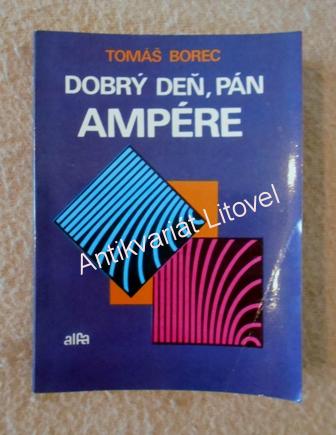 TOMÁŠ BOREC
DOBRÝ DEŇ, PÁN
AMPÉRE
Antikvariát Litovel
alfa